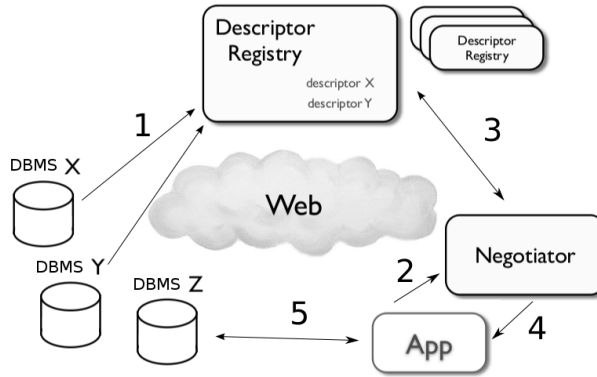 Descriptor
Registry
descriptor X
descriptor Y
Descriptor
Registry
1
3
DBMS X
Web
DBMS Y
Negotiator
2
DBMS Z
5
4
App